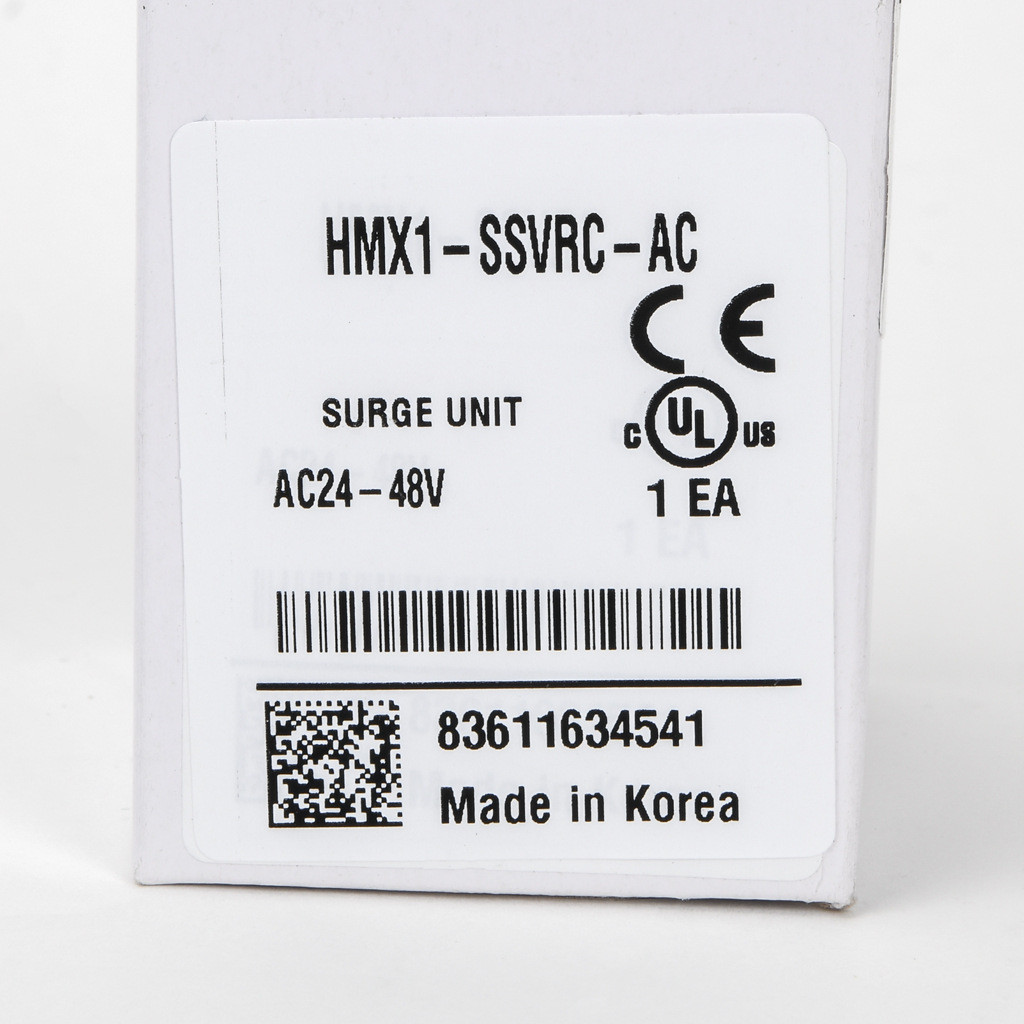 HMX1-SSVRC-AC
CE
SURGE UNIT
C UL US
AC24-48V
1 EA
83611634541
Made in Korea